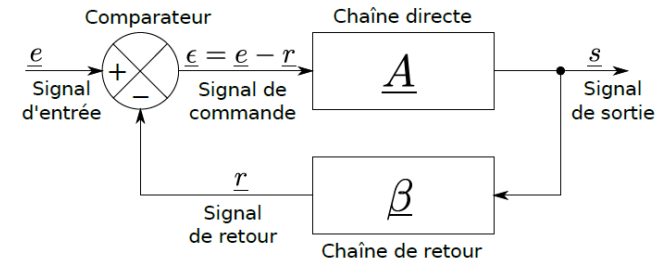 Comparateur
Chaîne directe
e
ϵ = e − r
s
+
−
A
Signal
d'entrée
Signal de
commande
Signal
de sortie
r
β
Signal
de retour
Chaîne de retour